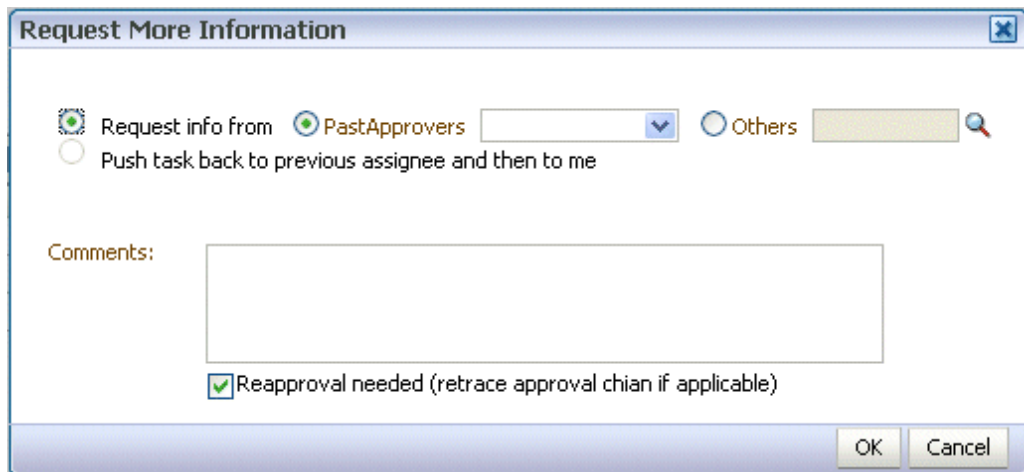 Request More Information
Request info from PastApprovers Others
Push task back to previous assignee and then to me
Comments:
Reapproval needed (retrace approval chian if applicable)
OK Cancel